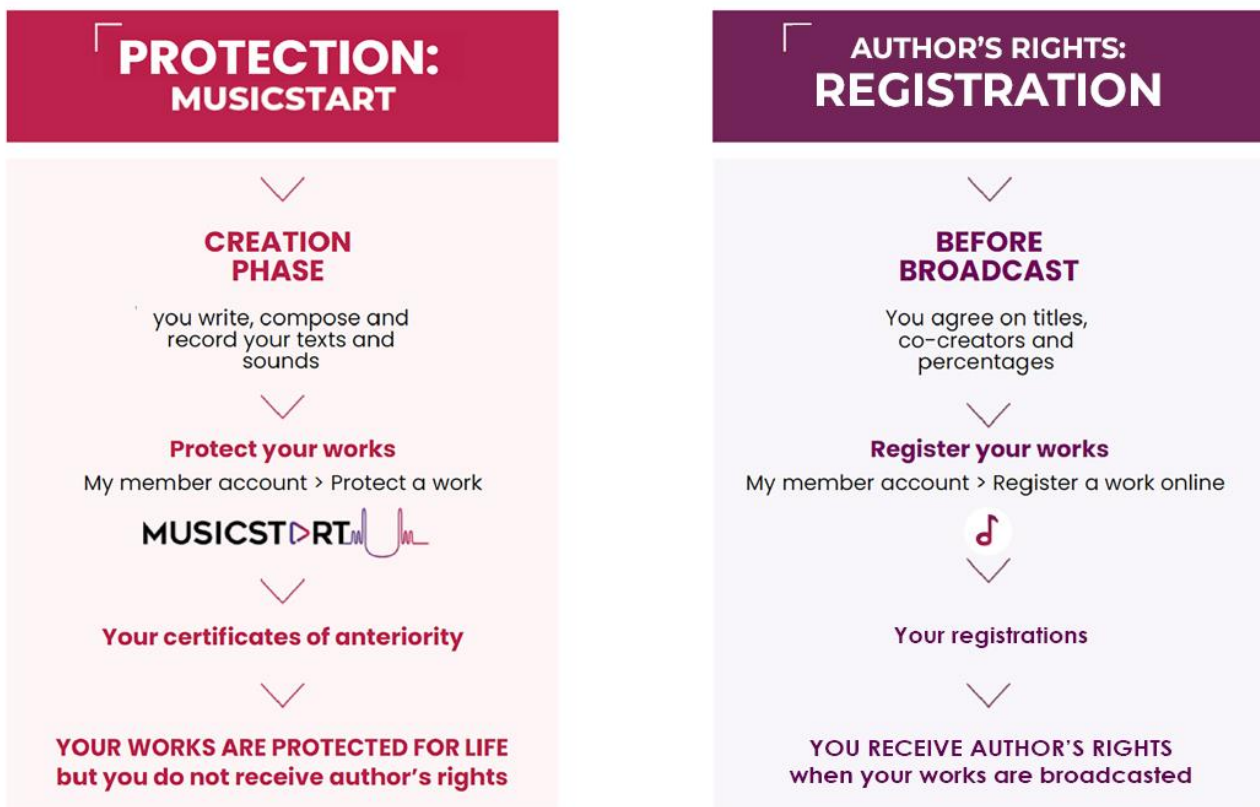 PROTECTION:
MUSICSTART
CREATION
PHASE
you write, compose and
record your texts and
sounds
Protect your works
My member account > Protect a work
MUSICSTART
Your certificates of anteriority
YOUR WORKS ARE PROTECTED FOR LIFE
but you do not receive author's rights
AUTHOR'S RIGHTS:
REGISTRATION
BEFORE
BROADCAST
You agree on titles,
co-creators and
percentages
Register your works
My member account > Register a work online
Your registrations
YOU RECEIVE AUTHOR'S RIGHTS
when your works are broadcasted